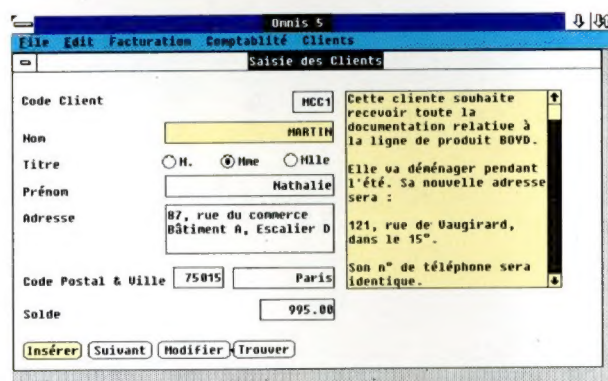 Omnis 5
File Edit Facturation Comptablité Clients
Saisie des Clients
Code Client MCC1
Nom MARTIN
Titre M. Mme Mlle
Prénom Nathalie
Adresse 87, rue du commerce
Bâtiment A, Escalier D
Code Postal & Ville 75015 Paris
Solde 995.00
Cette cliente souhaite
recevoir toute la
documentation relative à
la ligne de produit BOYD.
Elle va déménager pendant
l'été. Sa nouvelle adresse
sera :
121, rue de Vaugirard,
dans le 15°.
Son n° de téléphone sera
identique.
Insérer Suivant Modifier Trouver